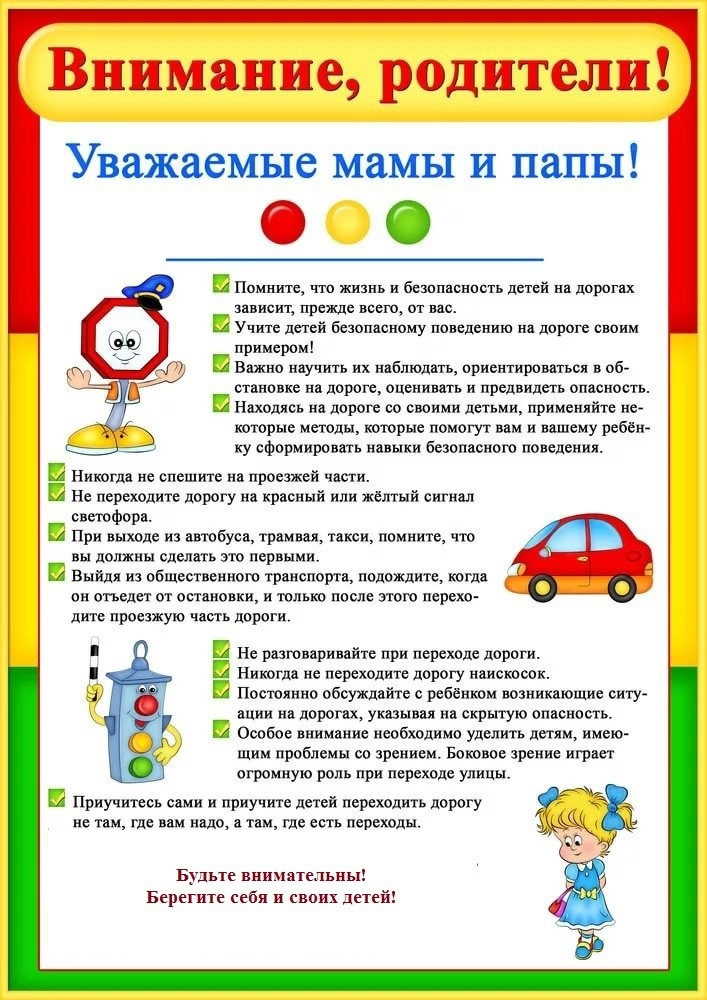 Внимание, родители!
Уважаемые мамы и папы!
Помните, что жизнь и безопасность детей на дорогах
зависит, прежде всего, от вас.
Учите детей безопасному поведению на дороге своим
примером!
Важно научить их наблюдать, ориентироваться в об-
становке на дороге, оценивать и предвидеть опасность.
Находясь на дороге со своими детьми, применяйте не-
которые методы, которые помогут вам и вашему ребён-
ку сформировать навыки безопасного поведения.
Никогда не спешите на проезжей части.
Не переходите дорогу на красный или жёлтый сигнал
светофора.
При выходе из автобуса, трамвая, такси, помните, что
вы должны сделать это первыми.
Выйдя из общественного транспорта, подождите, когда
он отъедет от остановки, и только после этого перехо-
дите проезжую часть дороги.
Не разговаривайте при переходе дороги.
Никогда не переходите дорогу наискосок.
Постоянно обсуждайте с ребёнком возникающие ситу-
ации на дорогах, указывая на скрытую опасность.
Особое внимание необходимо уделить детям, имею-
щим проблемы со зрением. Боковое зрение играет
огромную роль при переходе улицы.
Приучитесь сами и приучите детей переходить дорогу
не там, где вам надо, а там, где есть переходы.
Будьте внимательны!
Берегите себя и своих детей!